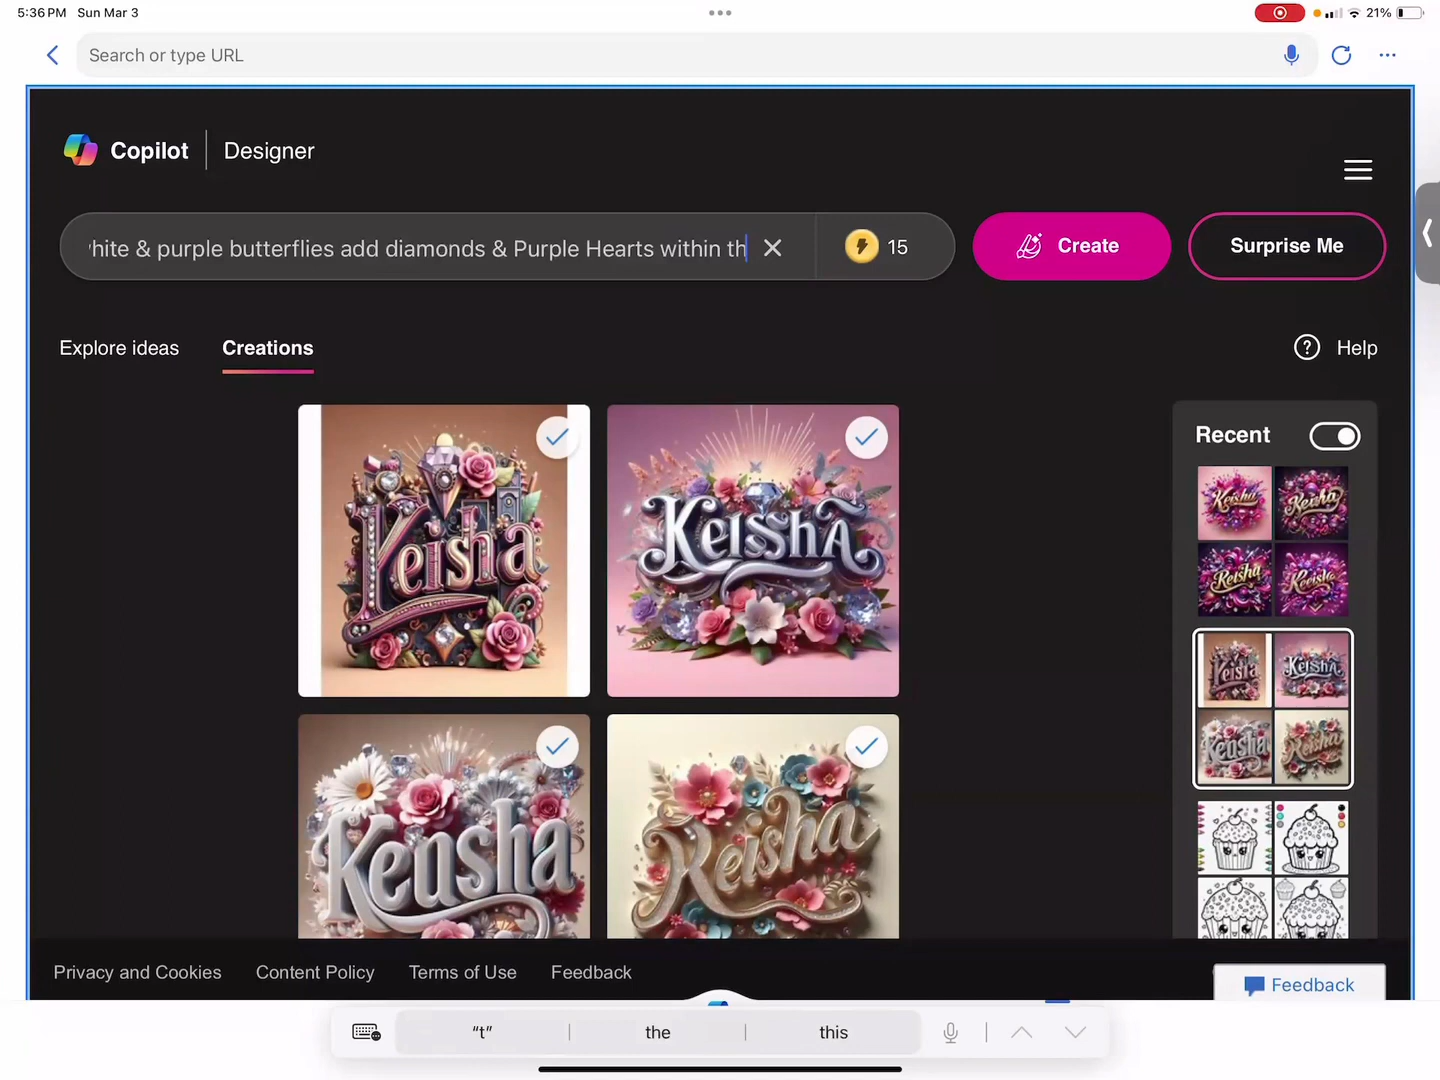 5:36 PM Sun Mar 3
21%
Search or type URL
Copilot Designer
hite & purple butterflies add diamonds & Purple Hearts within th
15
Create
Surprise Me
Explore ideas
Creations
Help
Recent
Keisha
KeisshA
Keusha
Keisha
Keisha
Keisha
Privacy and Cookies
Content Policy
Terms of Use
Feedback
Feedback
“t”
the
this